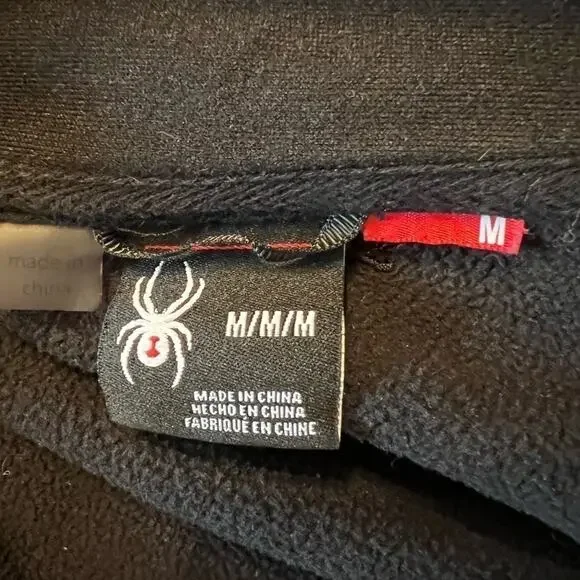 M
made in
china
M/M/M
MADE IN CHINA
HECHO EN CHINA
FABRIQUÉ EN CHINE